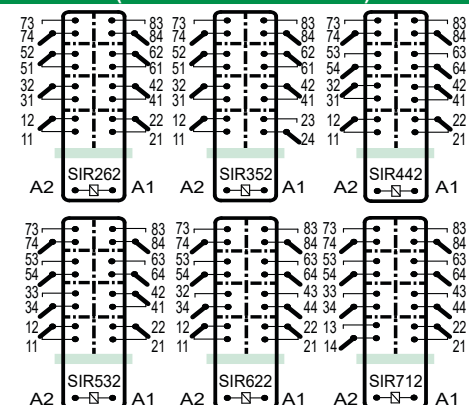 73 83 73 83 73 83
74 84 74 84 74 84
52 62 52 62 53 63
51 61 51 61 54 64
32 42 32 42 32 42
31 41 31 41 31 41
12 22 12 23 12 22
11 21 11 24 11 21
SIR262 SIR352 SIR442
A2 A1 A2 A1 A2 A1
73 83 73 83 73 83
74 84 74 84 74 84
53 63 53 63 53 63
54 64 54 64 54 64
33 42 32 43 33 43
34 41 34 44 34 44
12 22 12 22 13 22
11 21 11 21 14 21
SIR532 SIR622 SIR712
A2 A1 A2 A1 A2 A1